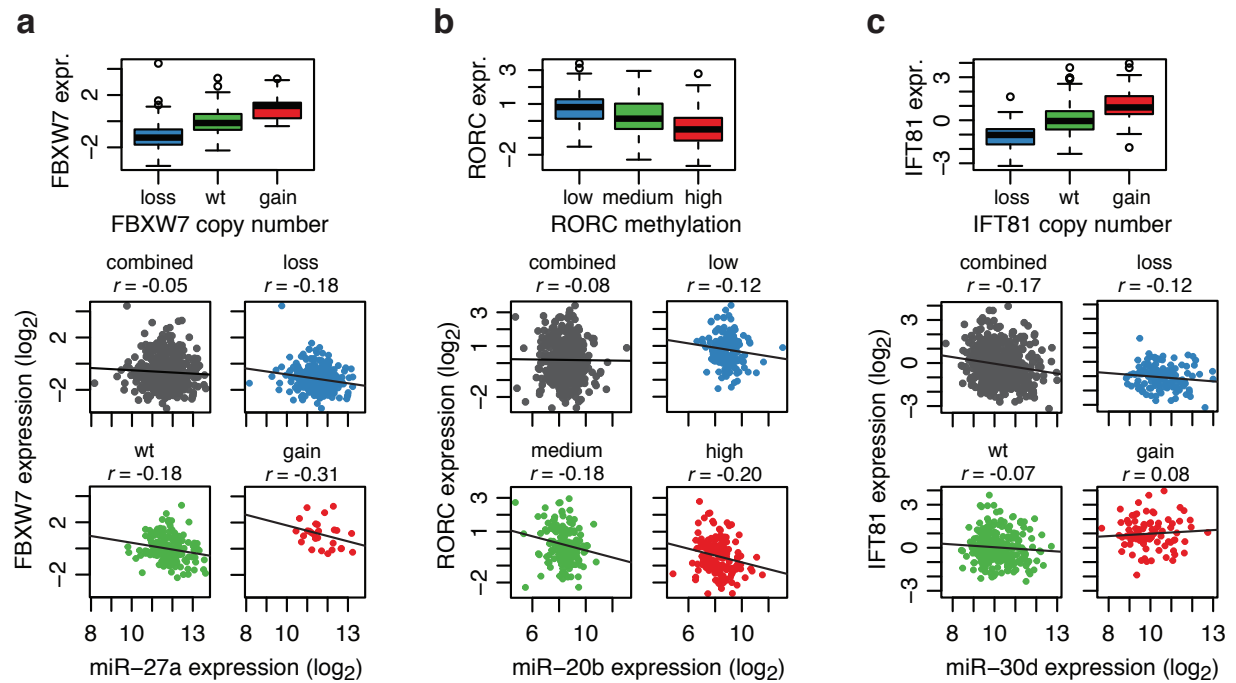 a
b
c
FBXW7 expr.
2
−2
loss wt gain
FBXW7 copy number
RORC expr.
3
1
−2
low medium high
RORC methylation
IFT81 expr.
3
0
−3
loss wt gain
IFT81 copy number
FBXW7 expression (log2)
combined
r = -0.05
loss
r = -0.18
2
−2
wt
r = -0.18
gain
r = -0.31
2
−2
8 10 13 8 10 13
miR−27a expression (log2)
RORC expression (log2)
combined
r = -0.08
low
r = -0.12
3
1
−2
medium
r = -0.18
high
r = -0.20
3
1
−2
6 10 6 10
miR−20b expression (log2)
IFT81 expression (log2)
combined
r = -0.17
loss
r = -0.12
3
0
−3
wt
r = -0.07
gain
r = 0.08
3
0
−3
8 10 13 8 10 13
miR−30d expression (log2)